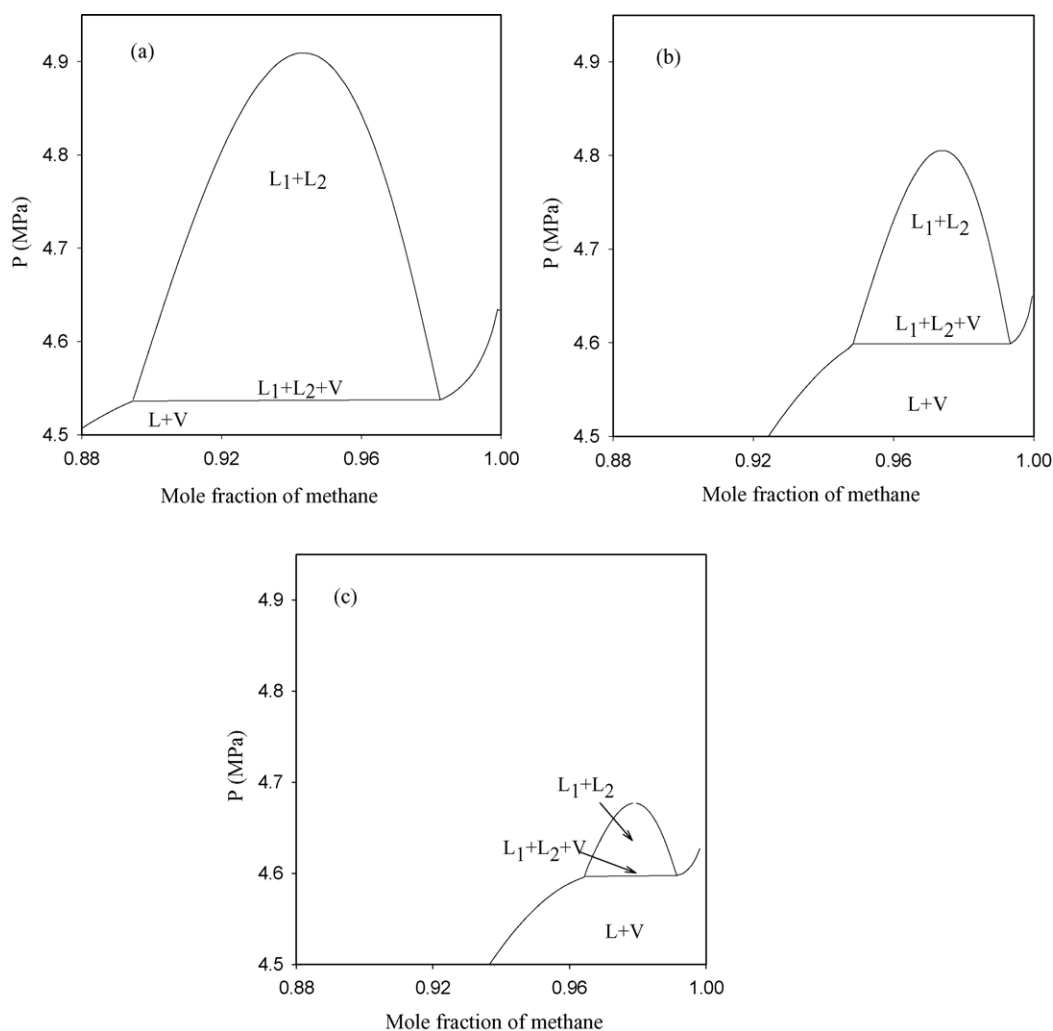 (a)
4.9
4.8
4.7
4.6
4.5
P (MPa)
L₁+L₂
L₁+L₂+V
L+V
0.88
0.92
0.96
1.00
Mole fraction of methane
(b)
4.9
4.8
4.7
4.6
4.5
P (MPa)
L₁+L₂
L₁+L₂+V
L+V
0.88
0.92
0.96
1.00
Mole fraction of methane
(c)
4.9
4.8
4.7
4.6
4.5
P (MPa)
L₁+L₂
L₁+L₂+V
L+V
0.88
0.92
0.96
1.00
Mole fraction of methane